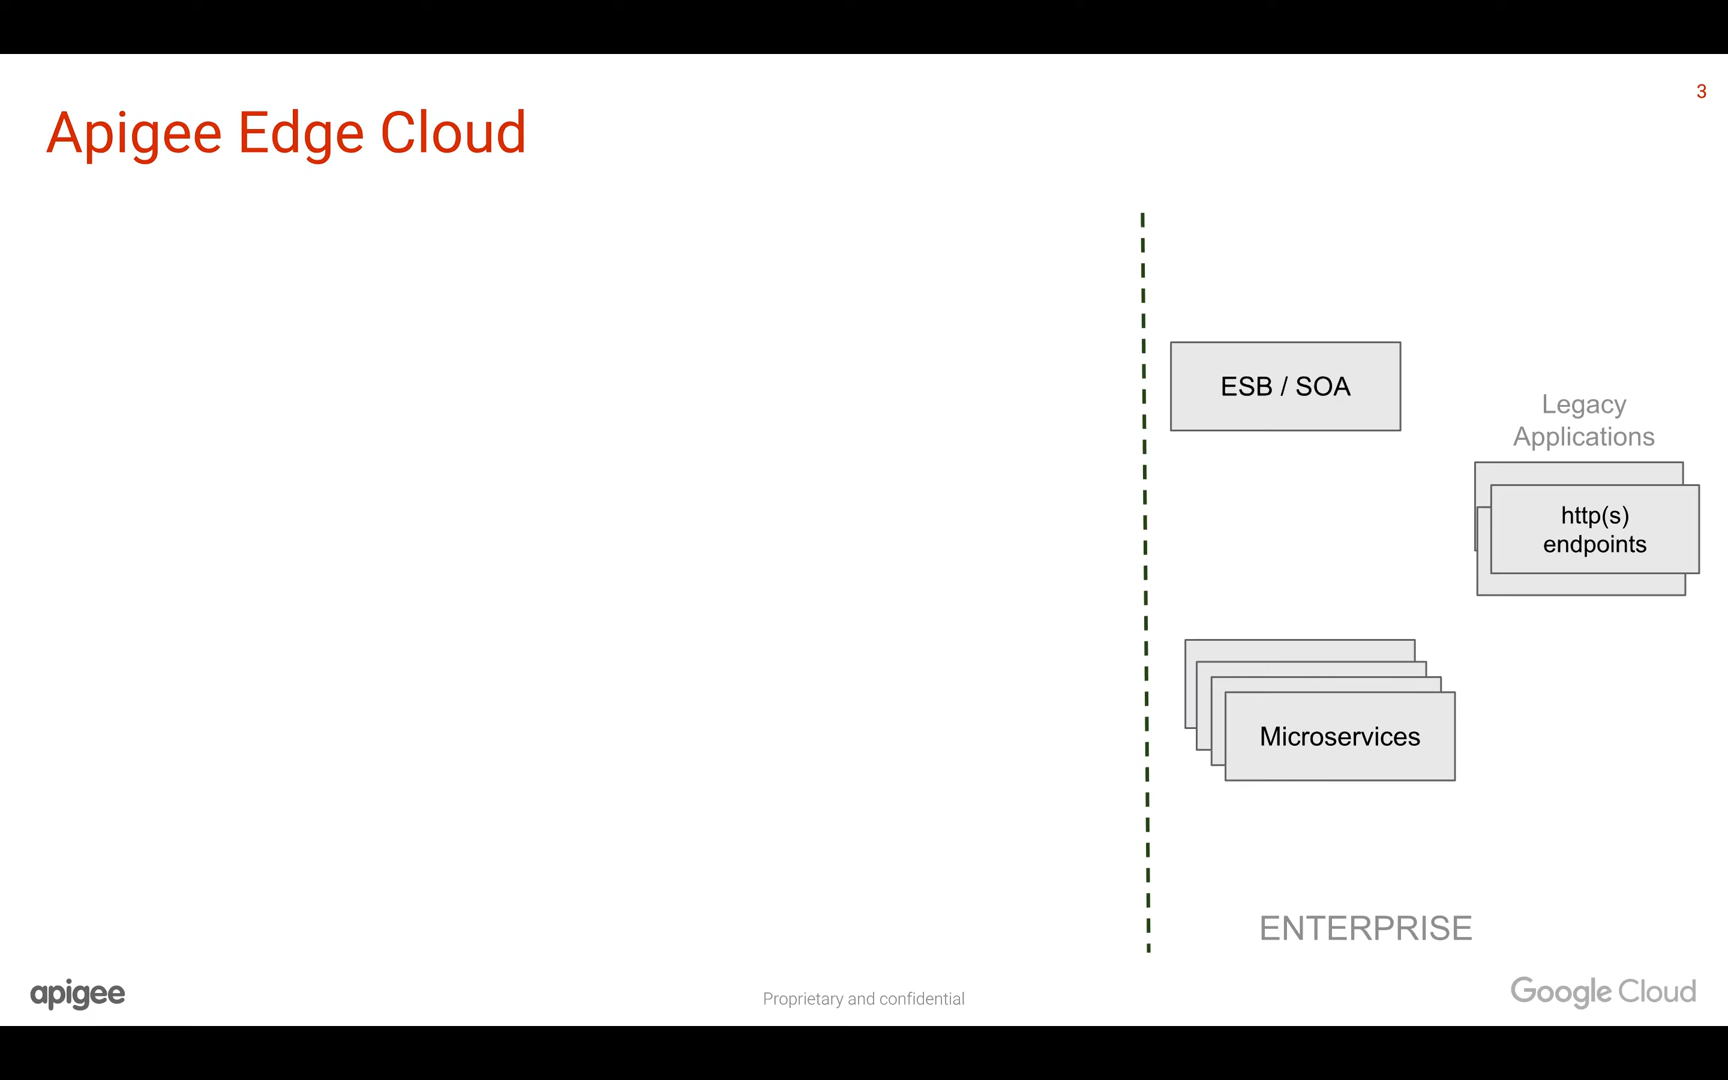 3
Apigee Edge Cloud
ESB / SOA
Legacy
Applications
http(s)
endpoints
Microservices
ENTERPRISE
apigee
Proprietary and confidential
Google Cloud